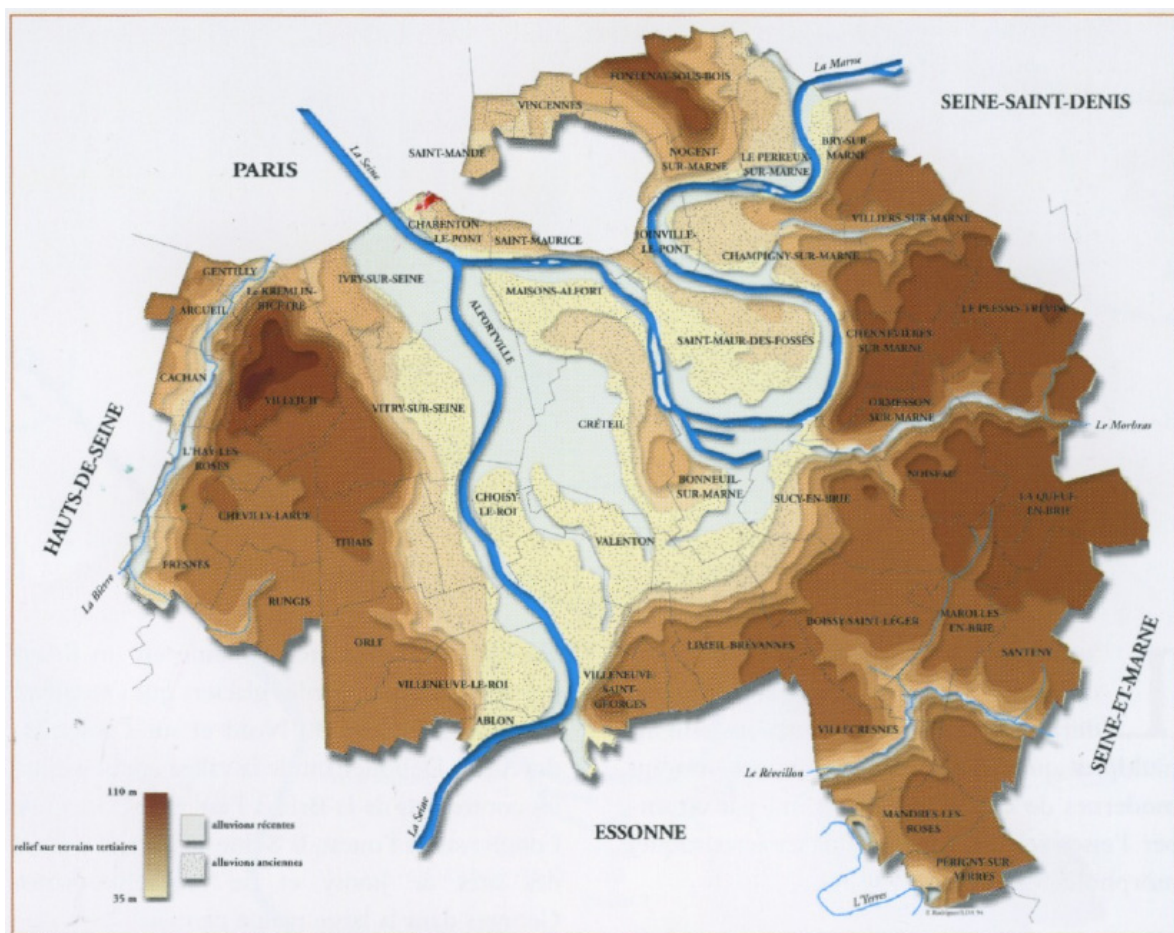 La Marne
FONTENAY-SOUS-BOIS
SEINE-SAINT-DENIS
VINCENNES
BRY-SUR
MARNE
SAINT-MANDÉ
NOGENT
SUR-MARNE
LE PERREUX
SUR-MARNE
PARIS
La Seine
VILLIERS-SUR-MARNE
CHARENTON
LE-PONT
SAINT-MAURICE
JOINVILLE
LE-PONT
CHAMPIGNY-SUR-MARNE
GENTILLY
IVRY-SUR-SEINE
Le KREMLIN-
BICÊTRE
MAISONS-ALFORT
ARCUEIL
LE PLESSIS-TREVISE
ALFORTVILLE
SAINT-MAUR-DES-FOSSÉS
CHENNEVIERES
SUR-MARNE
CACHAN
VILLEJUIF
VITRY-SUR-SEINE
ORMESSON
SUR-MARNE
CRÉTEIL
Le Morbras
L'HAY-LES
ROSES
NOISEAU
HAUTS-DE-SEINE
BONNEUIL
SUR-MARNE
CHOISY-
LE-ROI
SUCY-EN-BRIE
LA QUEUE
EN-BRIE
CHEVILLY-LARUE
THIAIS
VALENTON
FRESNES
La Bièvre
RUNGIS
BOISSY-SAINT-LÉGER
MAROLLES
EN-BRIE
ORLY
LIMEIL-BRÉVANNES
SANTENY
VILLENEUVE-LE-ROI
VILLENEUVE
SAINT-
GEORGES
SEINE-ET-MARNE
ABLON
VILLECRESNES
Le Réveillon
110 m
MANDRES-LES
ROSES
alluvions récentes
La Seine
ESSONNE
relief sur terrains tertiaires
alluvions anciennes
PÉRIGNY-SUR
YERRES
35 m
L'Yerres